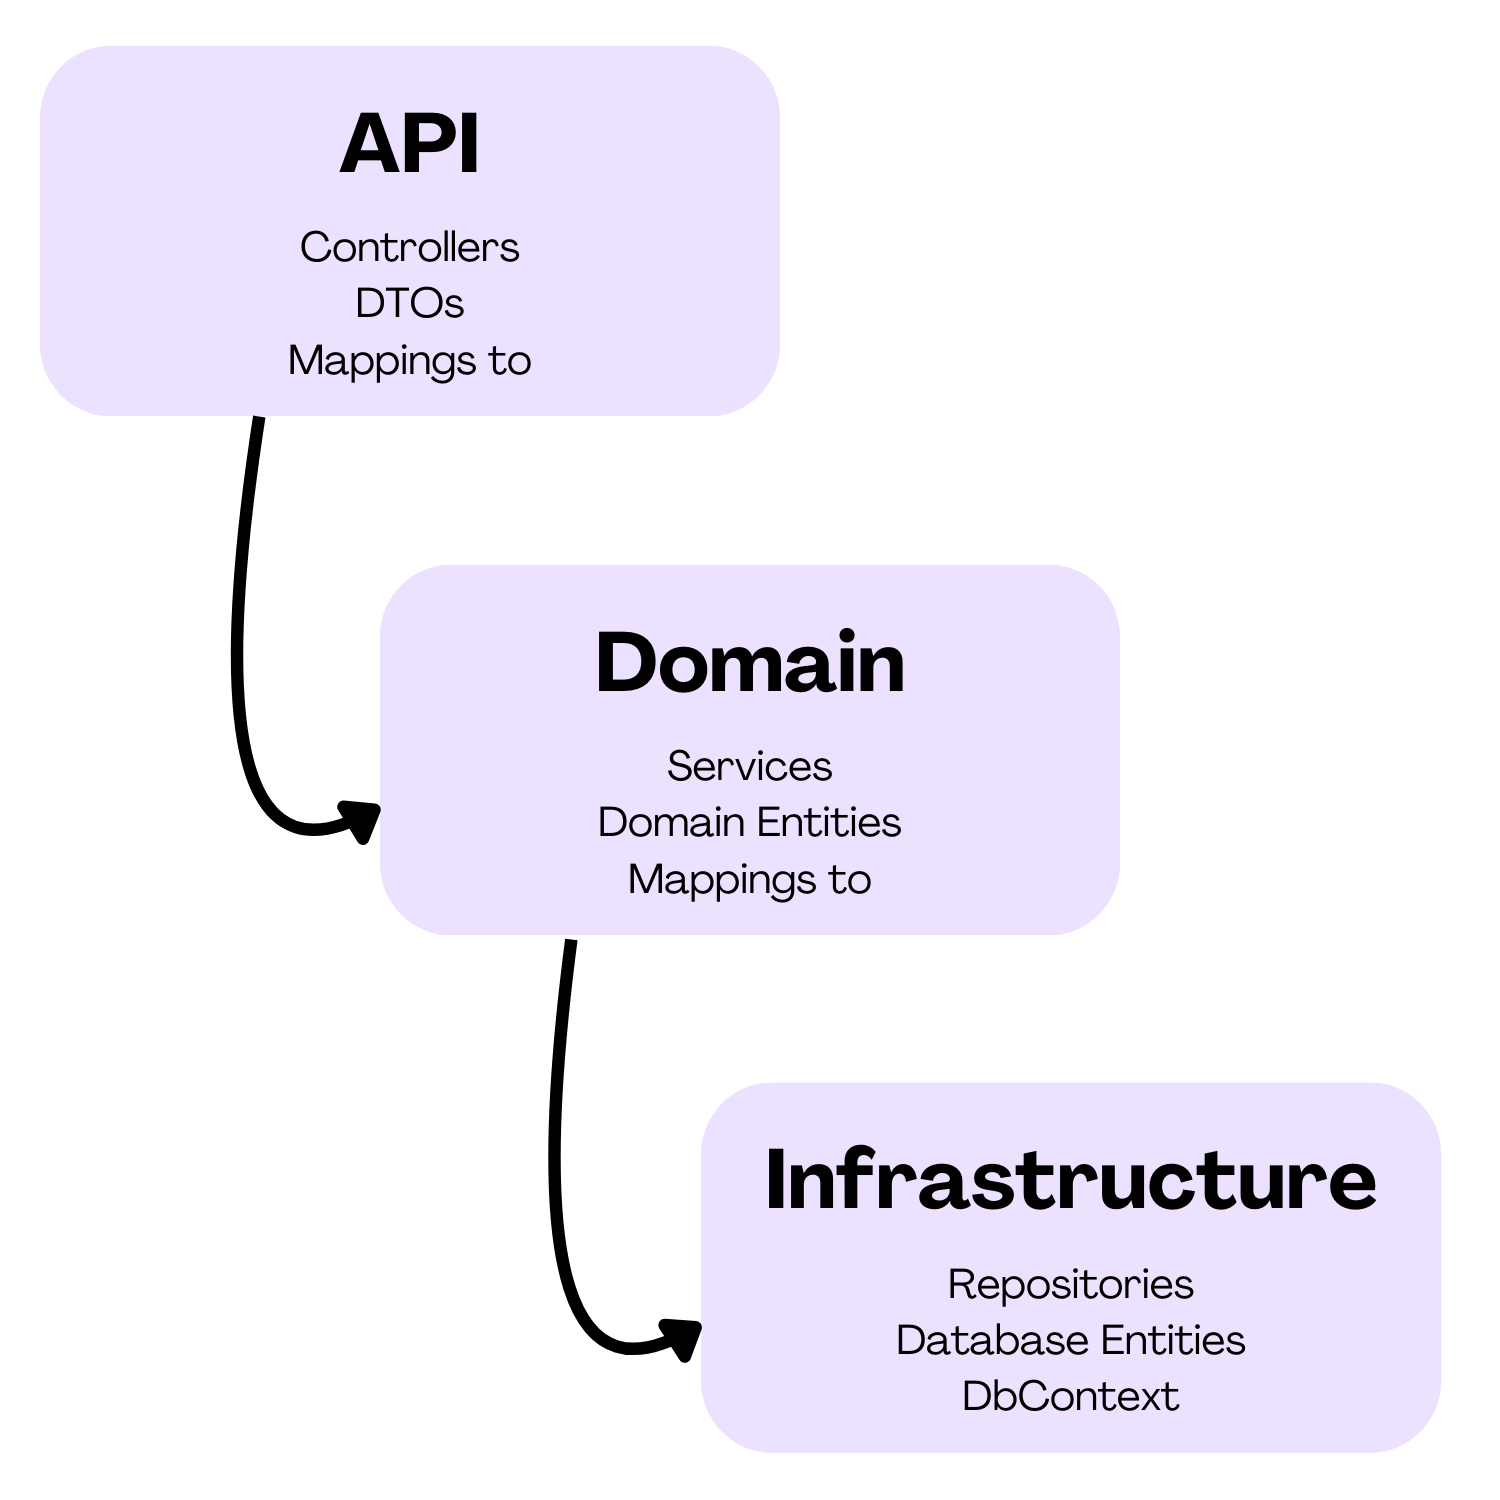 API
Controllers
DTOs
Mappings to
Domain
Services
Domain Entities
Mappings to
Infrastructure
Repositories
Database Entities
DbContext